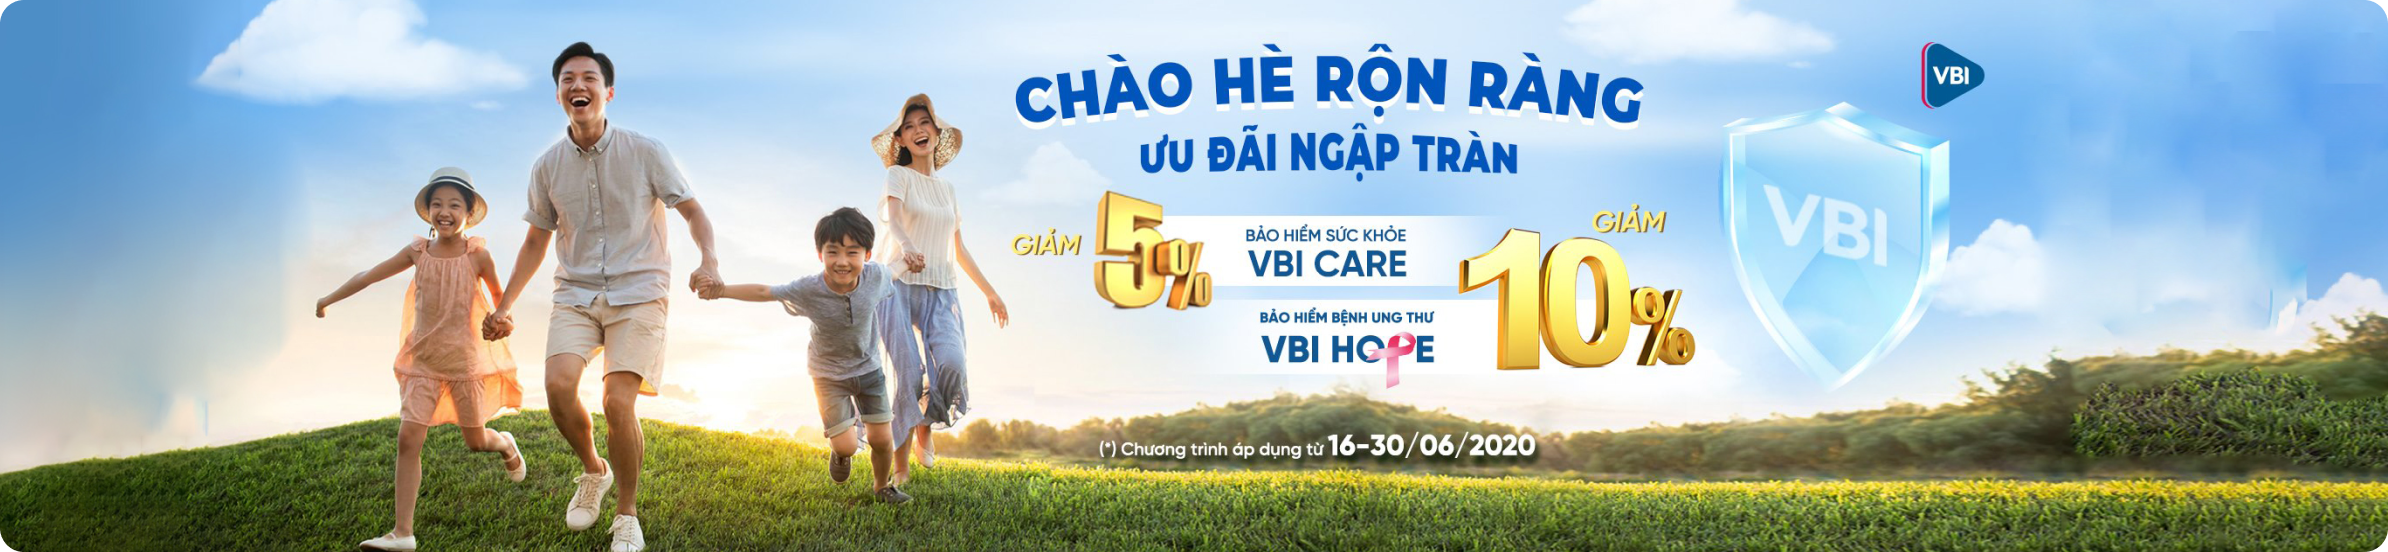 CHÀO HÈ RỘN RÀNG
ƯU ĐÃI NGẬP TRÀN
GIẢM 5%
BẢO HIỂM SỨC KHỎE
VBI CARE
GIẢM 10%
BẢO HIỂM BỆNH UNG THƯ
VBI HOPE
(*) Chương trình áp dụng từ 16-30/06/2020
VBI
VBI